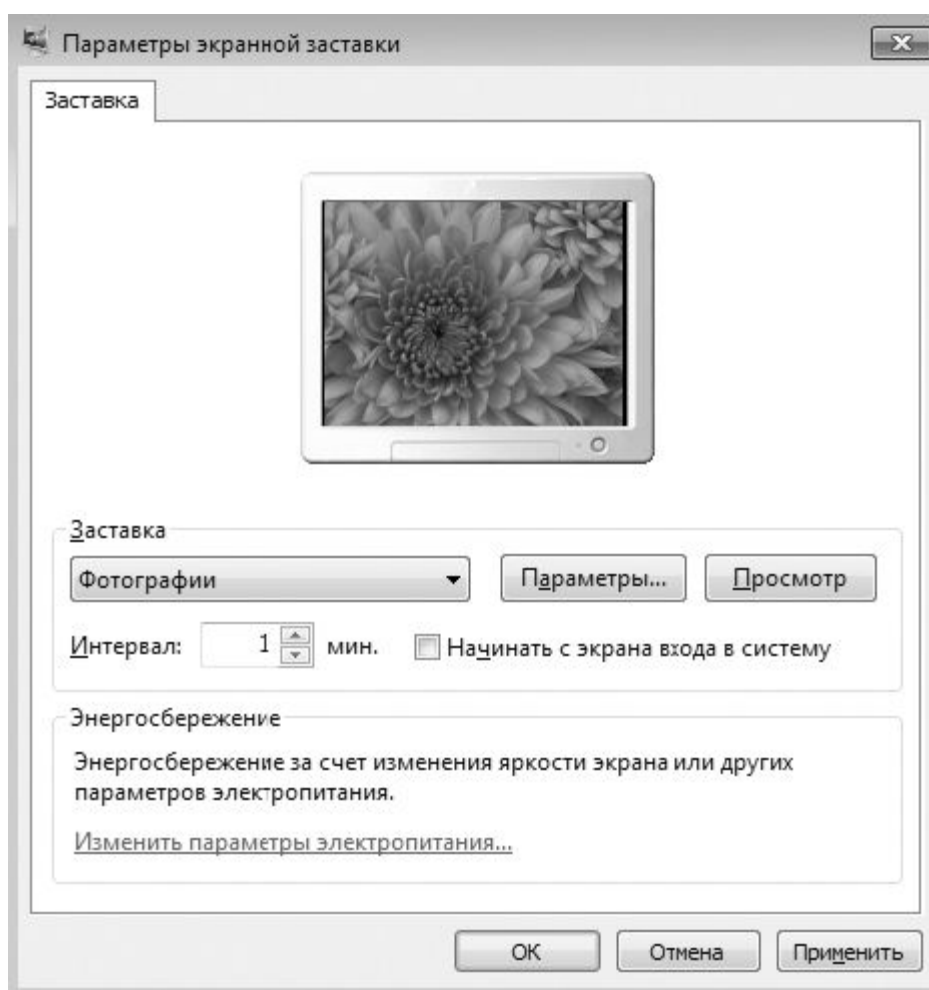 Параметры экранной заставки
Заставка
Заставка
Фотографии
Параметры...
Просмотр
Интервал: 1 мин. Начинать с экрана входа в систему
Энергосбережение
Энергосбережение за счет изменения яркости экрана или других
параметров электропитания.
Изменить параметры электропитания...
ОК
Отмена
Применить